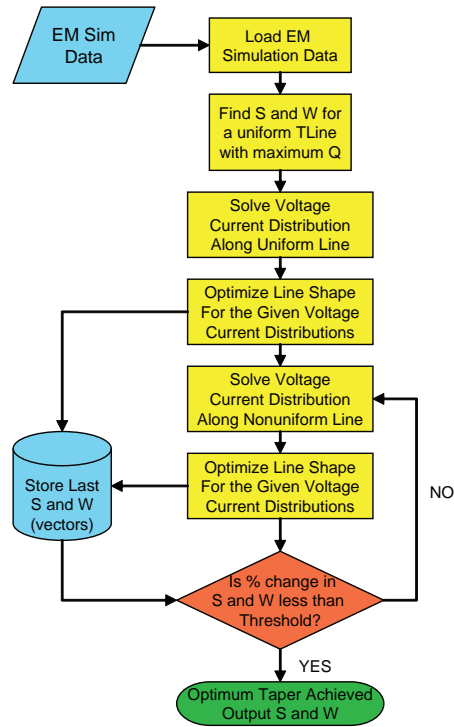 EM Sim
Data
Load EM
Simulation Data
Find S and W for
a uniform TLine
with maximum Q
Solve Voltage
Current Distribution
Along Uniform Line
Optimize Line Shape
For the Given Voltage
Current Distributions
Solve Voltage
Current Distribution
Along Nonuniform Line
Store Last
S and W
(vectors)
Optimize Line Shape
For the Given Voltage
Current Distributions
NO
Is % change in
S and W less than
Threshold?
YES
Optimum Taper Achieved
Output S and W